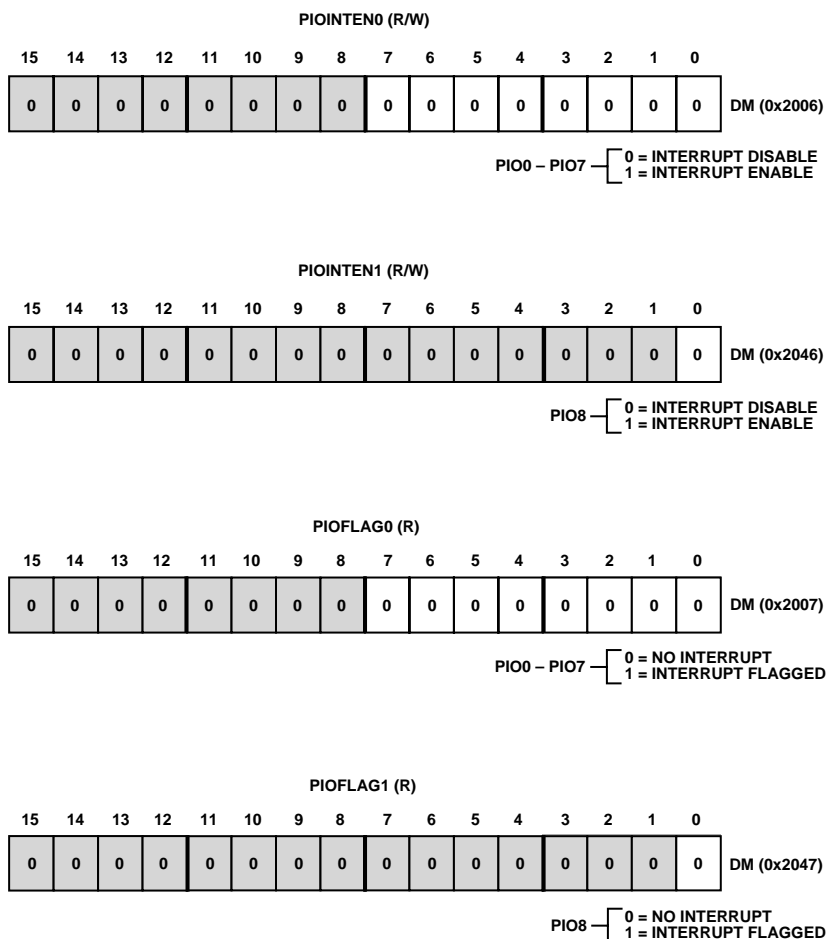 PIOINTEN0 (R/W)
15 14 13 12 11 10 9 8 7 6 5 4 3 2 1 0
0 0 0 0 0 0 0 0 0 0 0 0 0 0 0 0 DM (0x2006)
PIO0 – PIO7 0 = INTERRUPT DISABLE
1 = INTERRUPT ENABLE
PIOINTEN1 (R/W)
15 14 13 12 11 10 9 8 7 6 5 4 3 2 1 0
0 0 0 0 0 0 0 0 0 0 0 0 0 0 0 0 DM (0x2046)
PIO8 0 = INTERRUPT DISABLE
1 = INTERRUPT ENABLE
PIOFLAG0 (R)
15 14 13 12 11 10 9 8 7 6 5 4 3 2 1 0
0 0 0 0 0 0 0 0 0 0 0 0 0 0 0 0 DM (0x2007)
PIO0 – PIO7 0 = NO INTERRUPT
1 = INTERRUPT FLAGGED
PIOFLAG1 (R)
15 14 13 12 11 10 9 8 7 6 5 4 3 2 1 0
0 0 0 0 0 0 0 0 0 0 0 0 0 0 0 0 DM (0x2047)
PIO8 0 = NO INTERRUPT
1 = INTERRUPT FLAGGED